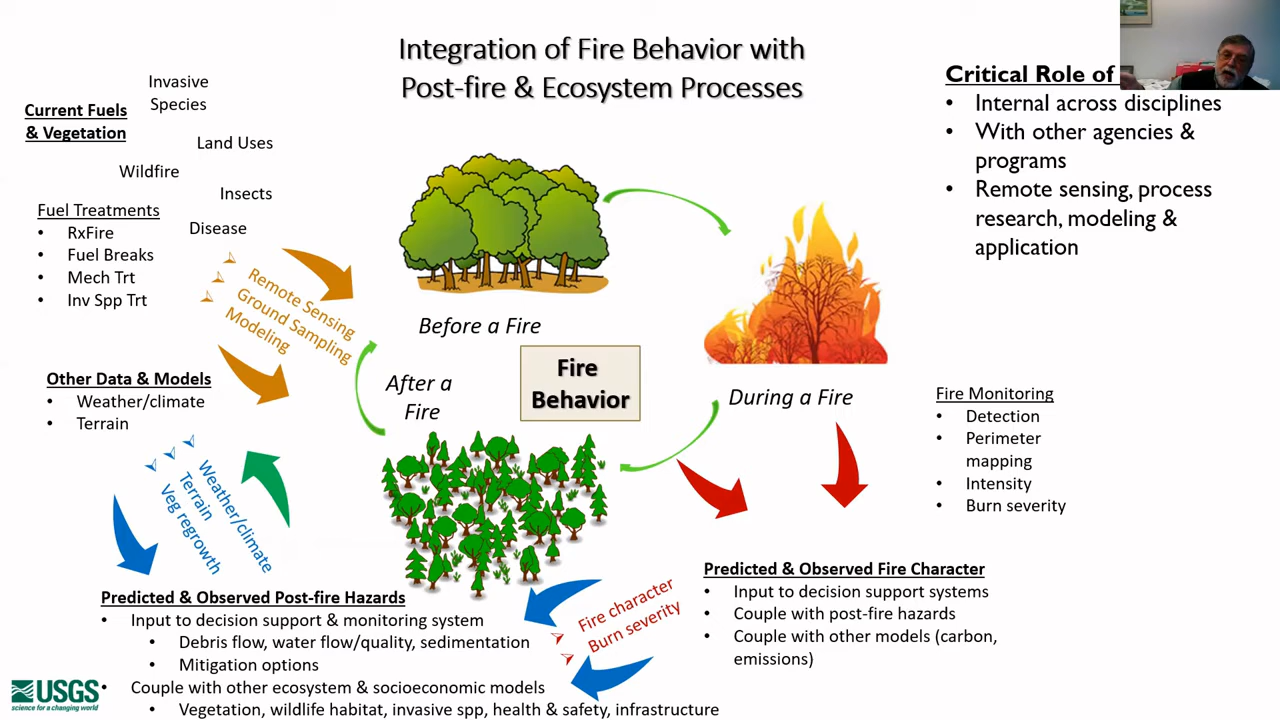 Integration of Fire Behavior with
Post-fire & Ecosystem Processes
Invasive
Species
Current Fuels
& Vegetation
Land Uses
Wildfire
Insects
Disease
Fuel Treatments
• RxFire
• Fuel Breaks
• Mech Trt
• Inv Spp Trt
Remote Sensing
Ground Sampling
Modeling
Critical Role of
• Internal across disciplines
• With other agencies &
programs
• Remote sensing, process
research, modeling &
application
Before a Fire
Fire
Behavior
During a Fire
After a
Fire
Other Data & Models
• Weather/climate
• Terrain
Weather/climate
Terrain
Veg regrowth
Fire Monitoring
• Detection
• Perimeter
mapping
• Intensity
• Burn severity
Predicted & Observed Fire Character
• Input to decision support systems
• Couple with post-fire hazards
• Couple with other models (carbon,
emissions)
Fire character
Burn severity
Predicted & Observed Post-fire Hazards
• Input to decision support & monitoring system
• Debris flow, water flow/quality, sedimentation
• Mitigation options
• Couple with other ecosystem & socioeconomic models
• Vegetation, wildlife habitat, invasive spp, health & safety, infrastructure
USGS
science for a changing world